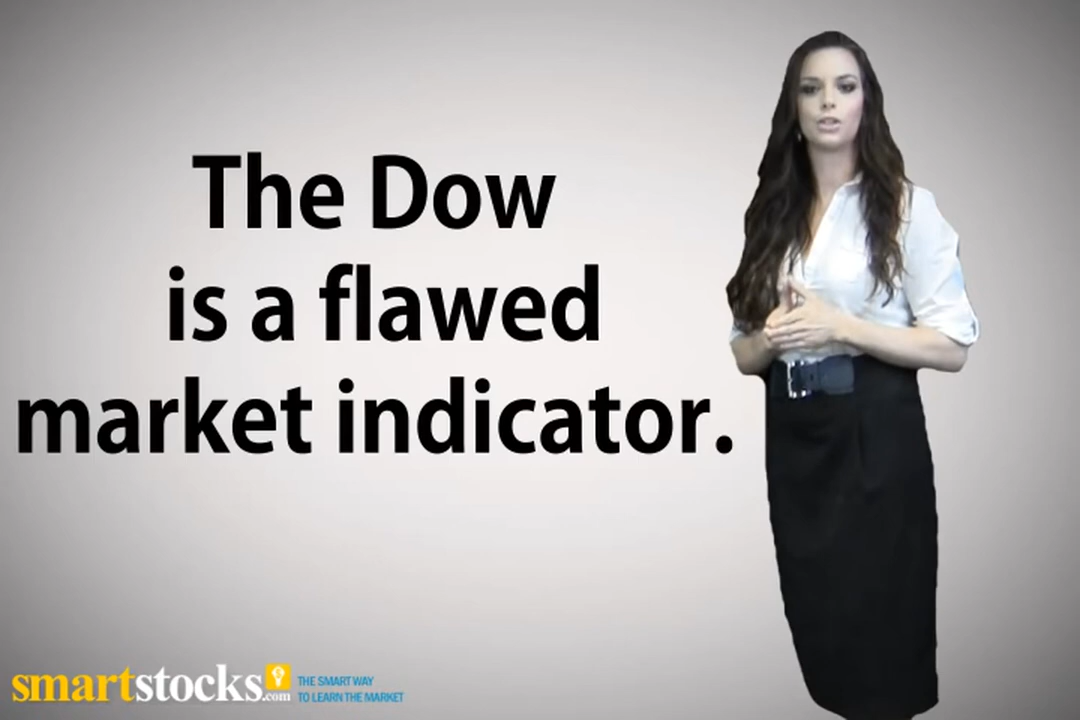 The Dow
is a flawed
market indicator.
smartstocks.com
THE SMART WAY
TO LEARN THE MARKET